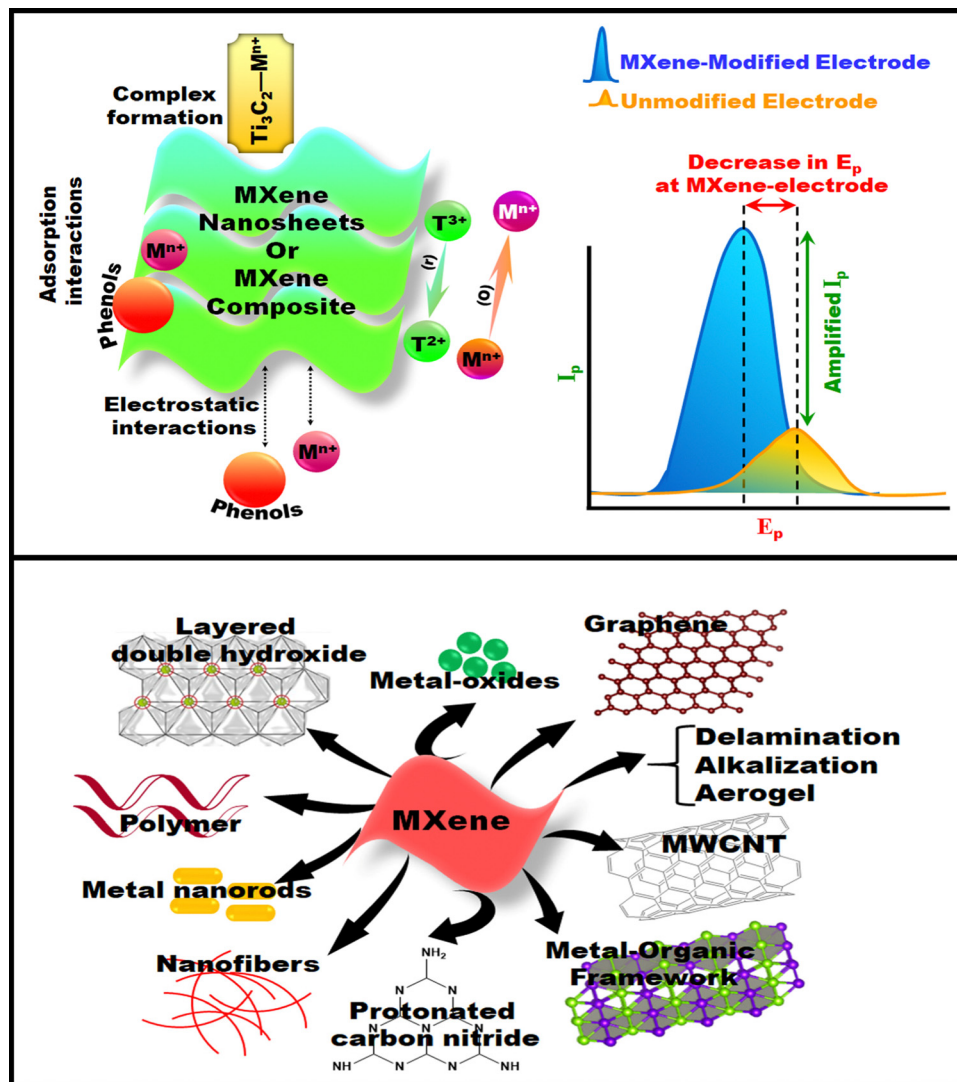 Complex
formation
Ti₃C₂—Mⁿ⁺
MXene-Modified Electrode
Unmodified Electrode
Adsorption
interactions
MXene
Nanosheets
Or
MXene
Composite
Mⁿ⁺
Phenols
T³⁺
(r)
T²⁺
Mⁿ⁺
(o)
Mⁿ⁺
Electrostatic
interactions
Mⁿ⁺
Phenols
Decrease in Eₚ
at MXene-electrode
Amplified Iₚ
Iₚ
Eₚ
Layered
double hydroxide
Metal-oxides
Graphene
Delamination
Alkalization
Aerogel
Polymer
MXene
MWCNT
Metal nanorods
Nanofibers
Metal-Organic
Framework
NH₂
N N
Protonated
carbon nitride
N N N
N N
NH NH